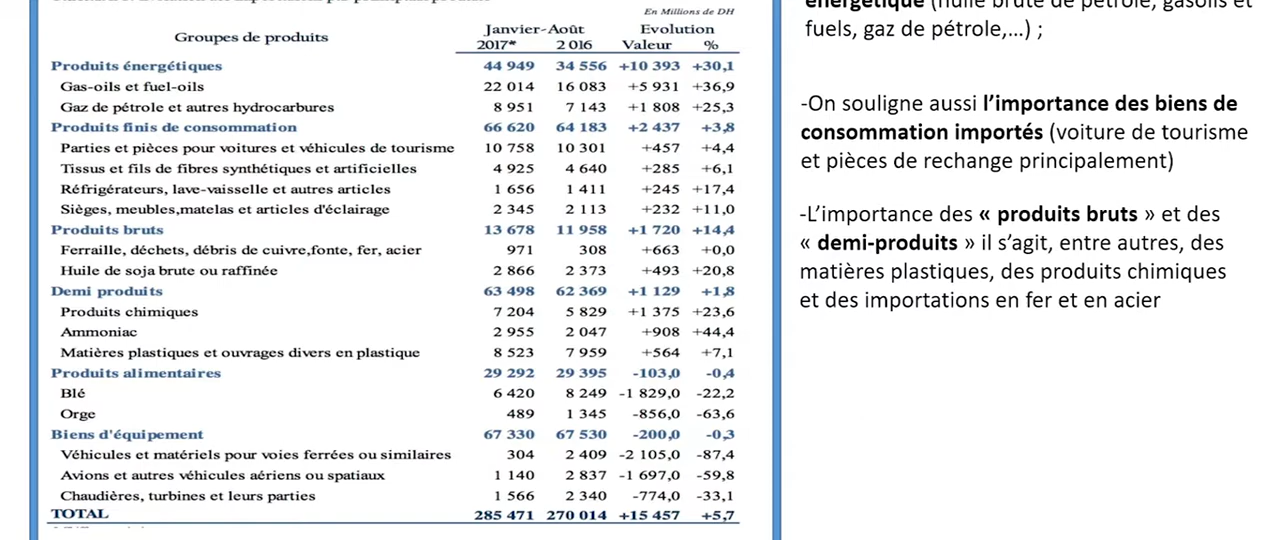 En Millions de DH
Groupes de produits Janvier-Août Evolution
2017* 2 016 Valeur %
Produits énergétiques 44 949 34 556 +10 393 +30,1
Gas-oils et fuel-oils 22 014 16 083 +5 931 +36,9
Gaz de pétrole et autres hydrocarbures 8 951 7 143 +1 808 +25,3
Produits finis de consommation 66 620 64 183 +2 437 +3,8
Parties et pièces pour voitures et véhicules de tourisme 10 758 10 301 +457 +4,4
Tissus et fils de fibres synthétiques et artificielles 4 925 4 640 +285 +6,1
Réfrigérateurs, lave-vaisselle et autres articles 1 656 1 411 +245 +17,4
Sièges, meubles,matelas et articles d'éclairage 2 345 2 113 +232 +11,0
Produits bruts 13 678 11 958 +1 720 +14,4
Ferraille, déchets, débris de cuivre,fonte, fer, acier 971 308 +663 +0,0
Huile de soja brute ou raffinée 2 866 2 373 +493 +20,8
Demi produits 63 498 62 369 +1 129 +1,8
Produits chimiques 7 204 5 829 +1 375 +23,6
Ammoniac 2 955 2 047 +908 +44,4
Matières plastiques et ouvrages divers en plastique 8 523 7 959 +564 +7,1
Produits alimentaires 29 292 29 395 -103,0 -0,4
Blé 6 420 8 249 -1 829,0 -22,2
Orge 489 1 345 -856,0 -63,6
Biens d'équipement 67 330 67 530 -200,0 -0,3
Véhicules et matériels pour voies ferrées ou similaires 304 2 409 -2 105,0 -87,4
Avions et autres véhicules aériens ou spatiaux 1 140 2 837 -1 697,0 -59,8
Chaudières, turbines et leurs parties 1 566 2 340 -774,0 -33,1
TOTAL 285 471 270 014 +15 457 +5,7
énergétique (huile brute de pétrole, gasoils et
fuels, gaz de pétrole,...) ;
-On souligne aussi l'importance des biens de
consommation importés (voiture de tourisme
et pièces de rechange principalement)
-L'importance des « produits bruts » et des
« demi-produits » il s'agit, entre autres, des
matières plastiques, des produits chimiques
et des importations en fer et en acier